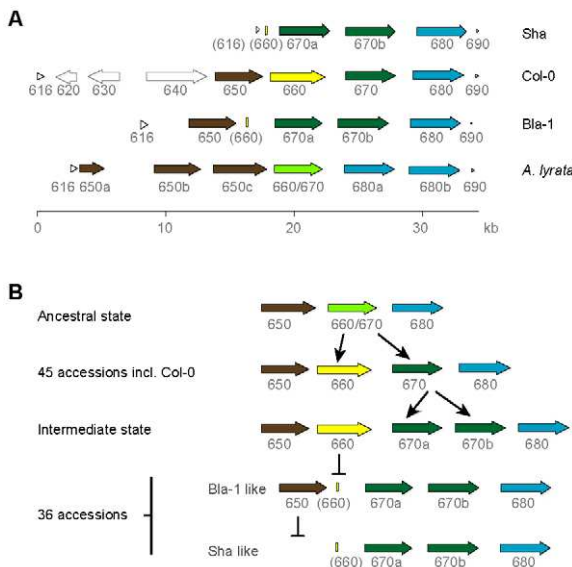 A
Sha
(616) (660) 670a 670b 680 690
Col-0
616 620 630 640 650 660 670 680 690
Bla-1
616 650 (660) 670a 670b 680 690
A. lyrata
616 650a 650b 650c 660/670 680a 680b 690
0 10 20 30 kb
B
Ancestral state
650 660/670 680
45 accessions incl. Col-0
650 660 670 680
Intermediate state
650 660 670a 670b 680
Bla-1 like
650 (660) 670a 670b 680
36 accessions
Sha like
(660) 670a 670b 680